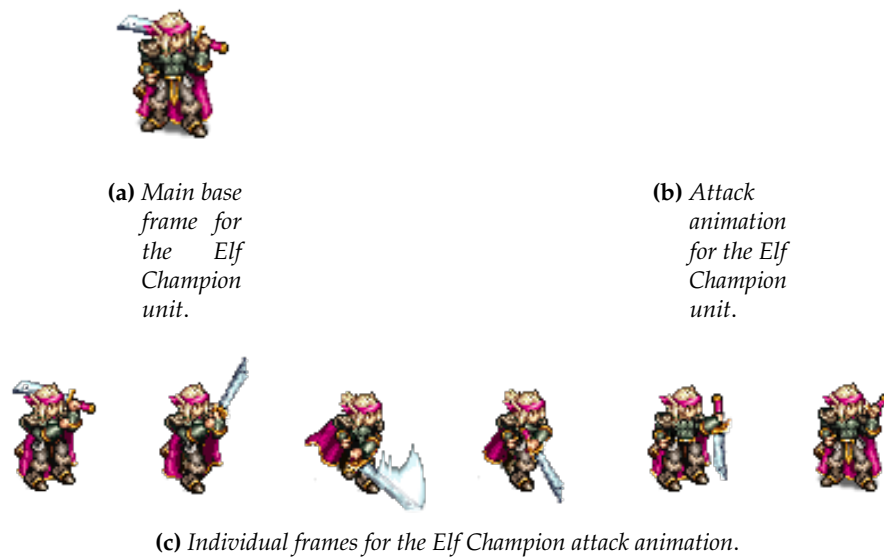 (a) Main base
frame for
the Elf
Champion
unit.
(b) Attack
animation
for the Elf
Champion
unit.
(c) Individual frames for the Elf Champion attack animation.